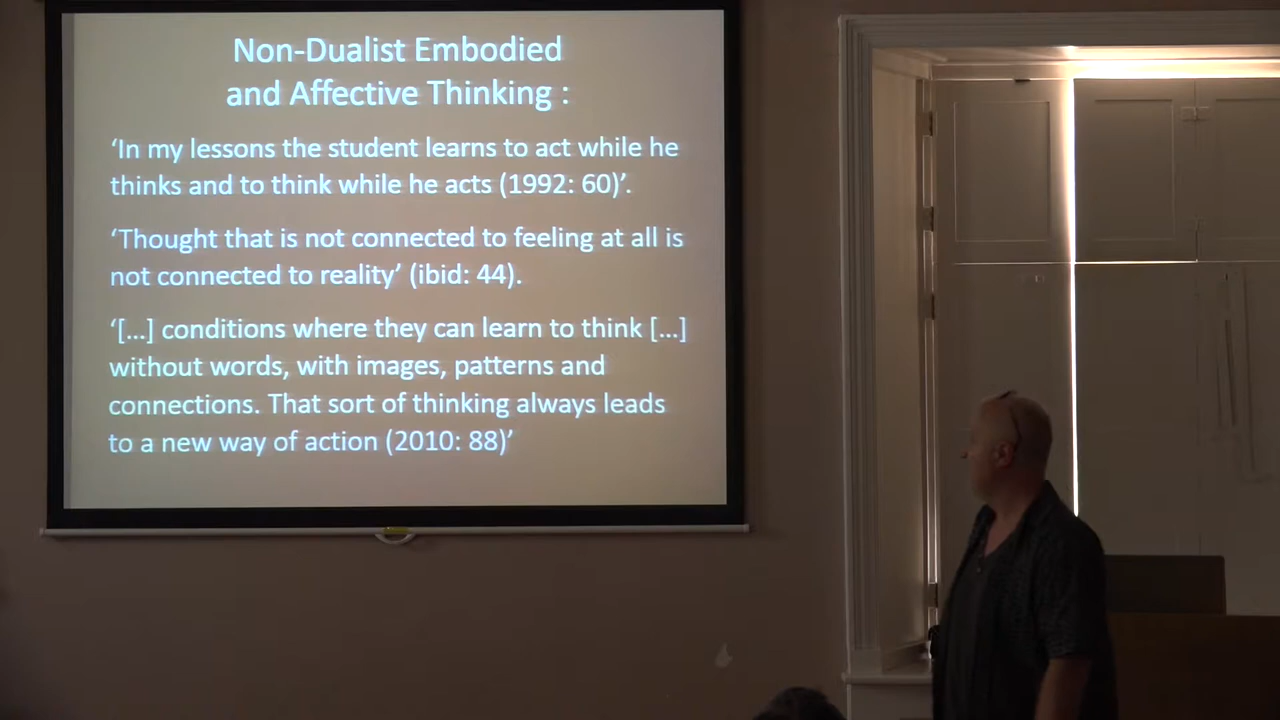 Non-Dualist Embodied
and Affective Thinking :
‘In my lessons the student learns to act while he
thinks and to think while he acts (1992: 60)’.
‘Thought that is not connected to feeling at all is
not connected to reality’ (ibid: 44).
‘[…] conditions where they can learn to think […]
without words, with images, patterns and
connections. That sort of thinking always leads
to a new way of action (2010: 88)’